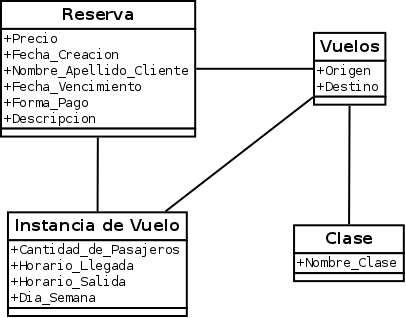 Reserva
+Precio
+Fecha_Creacion
+Nombre_Apellido_Cliente
+Fecha_Vencimiento
+Forma_Pago
+Descripcion
Vuelos
+Origen
+Destino
Instancia de Vuelo
+Cantidad_de_Pasajeros
+Horario_Llegada
+Horario_Salida
+Dia_Semana
Clase
+Nombre_Clase